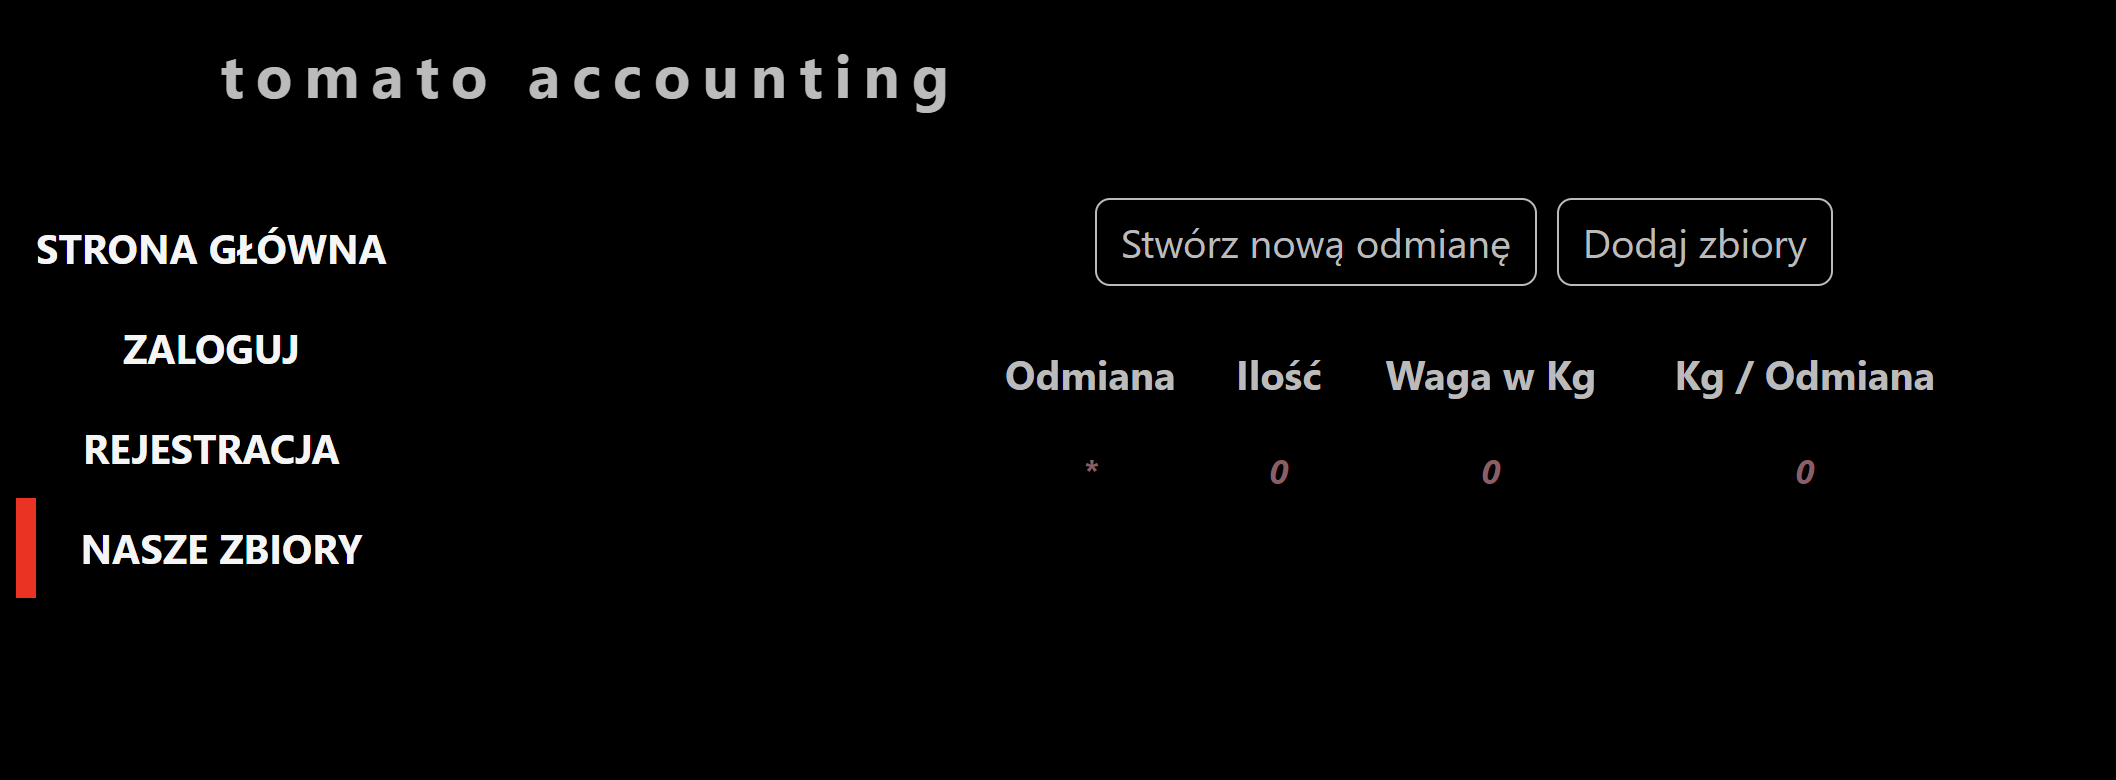 tomato accounting
STRONA GŁÓWNA
ZALOGUJ
REJESTRACJA
NASZE ZBIORY
Stwórz nową odmianę Dodaj zbiory
Odmiana Ilość Waga w Kg Kg / Odmiana
* 0 0 0